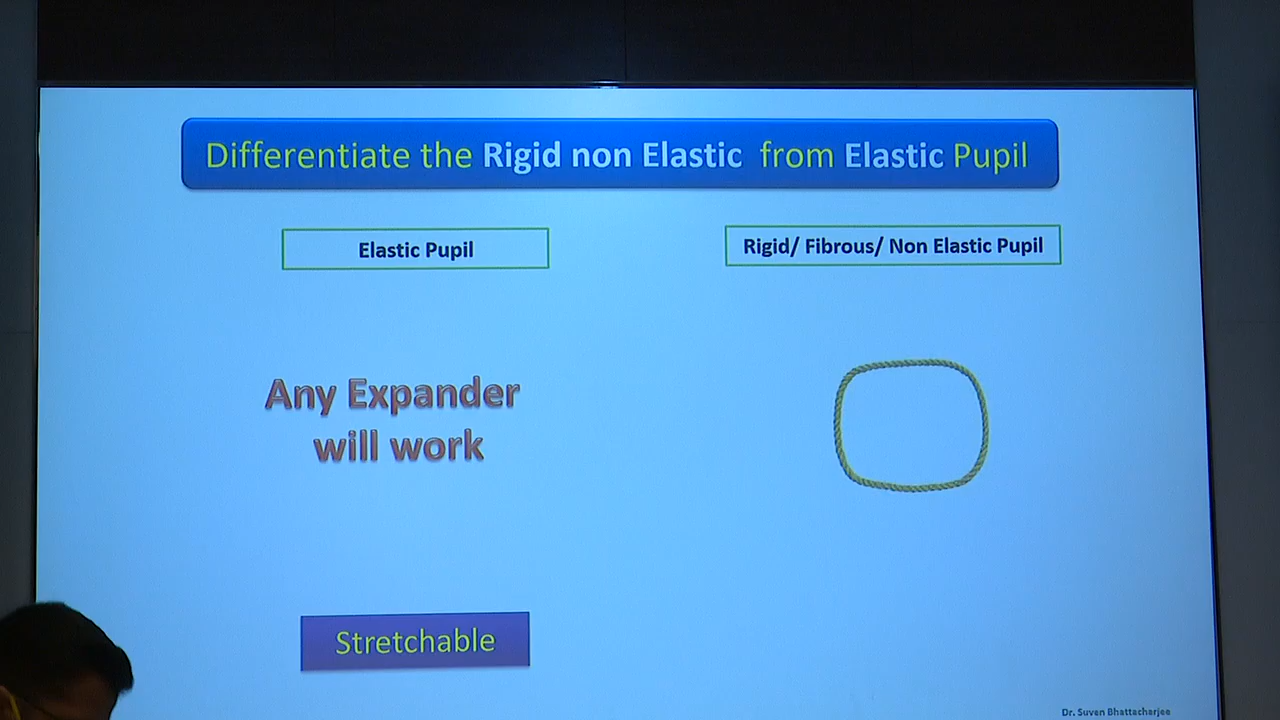 Differentiate the Rigid non Elastic from Elastic Pupil
Elastic Pupil
Rigid/ Fibrous/ Non Elastic Pupil
Any Expander
will work
Stretchable
Dr. Suven Bhattacharjee